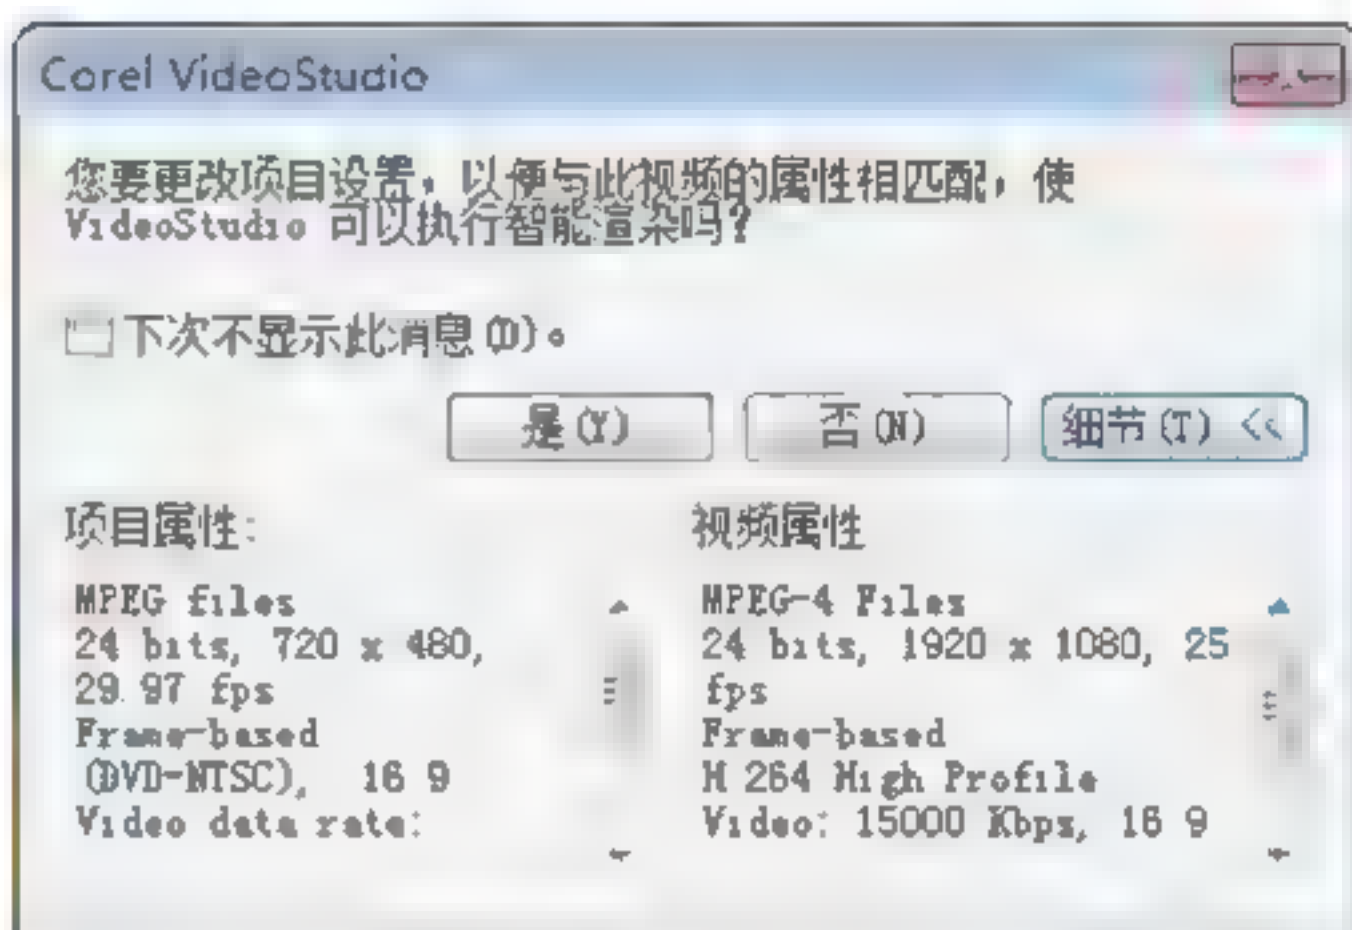 Corel VideoStudio
您要更改项目设置，以便与此视频的属性相匹配，使
VideoStudio 可以执行智能渲染吗？
下次不显示此消息(D)。
是(Y)
否(N)
细节(T) <<
项目属性:
MPEG files
24 bits, 720 x 480,
29.97 fps
Frame-based
(DVD-NTSC), 16 9
Video data rate:
视频属性
MPEG-4 Files
24 bits, 1920 x 1080, 25
fps
Frame-based
H 264 High Profile
Video: 15000 Kbps, 16 9